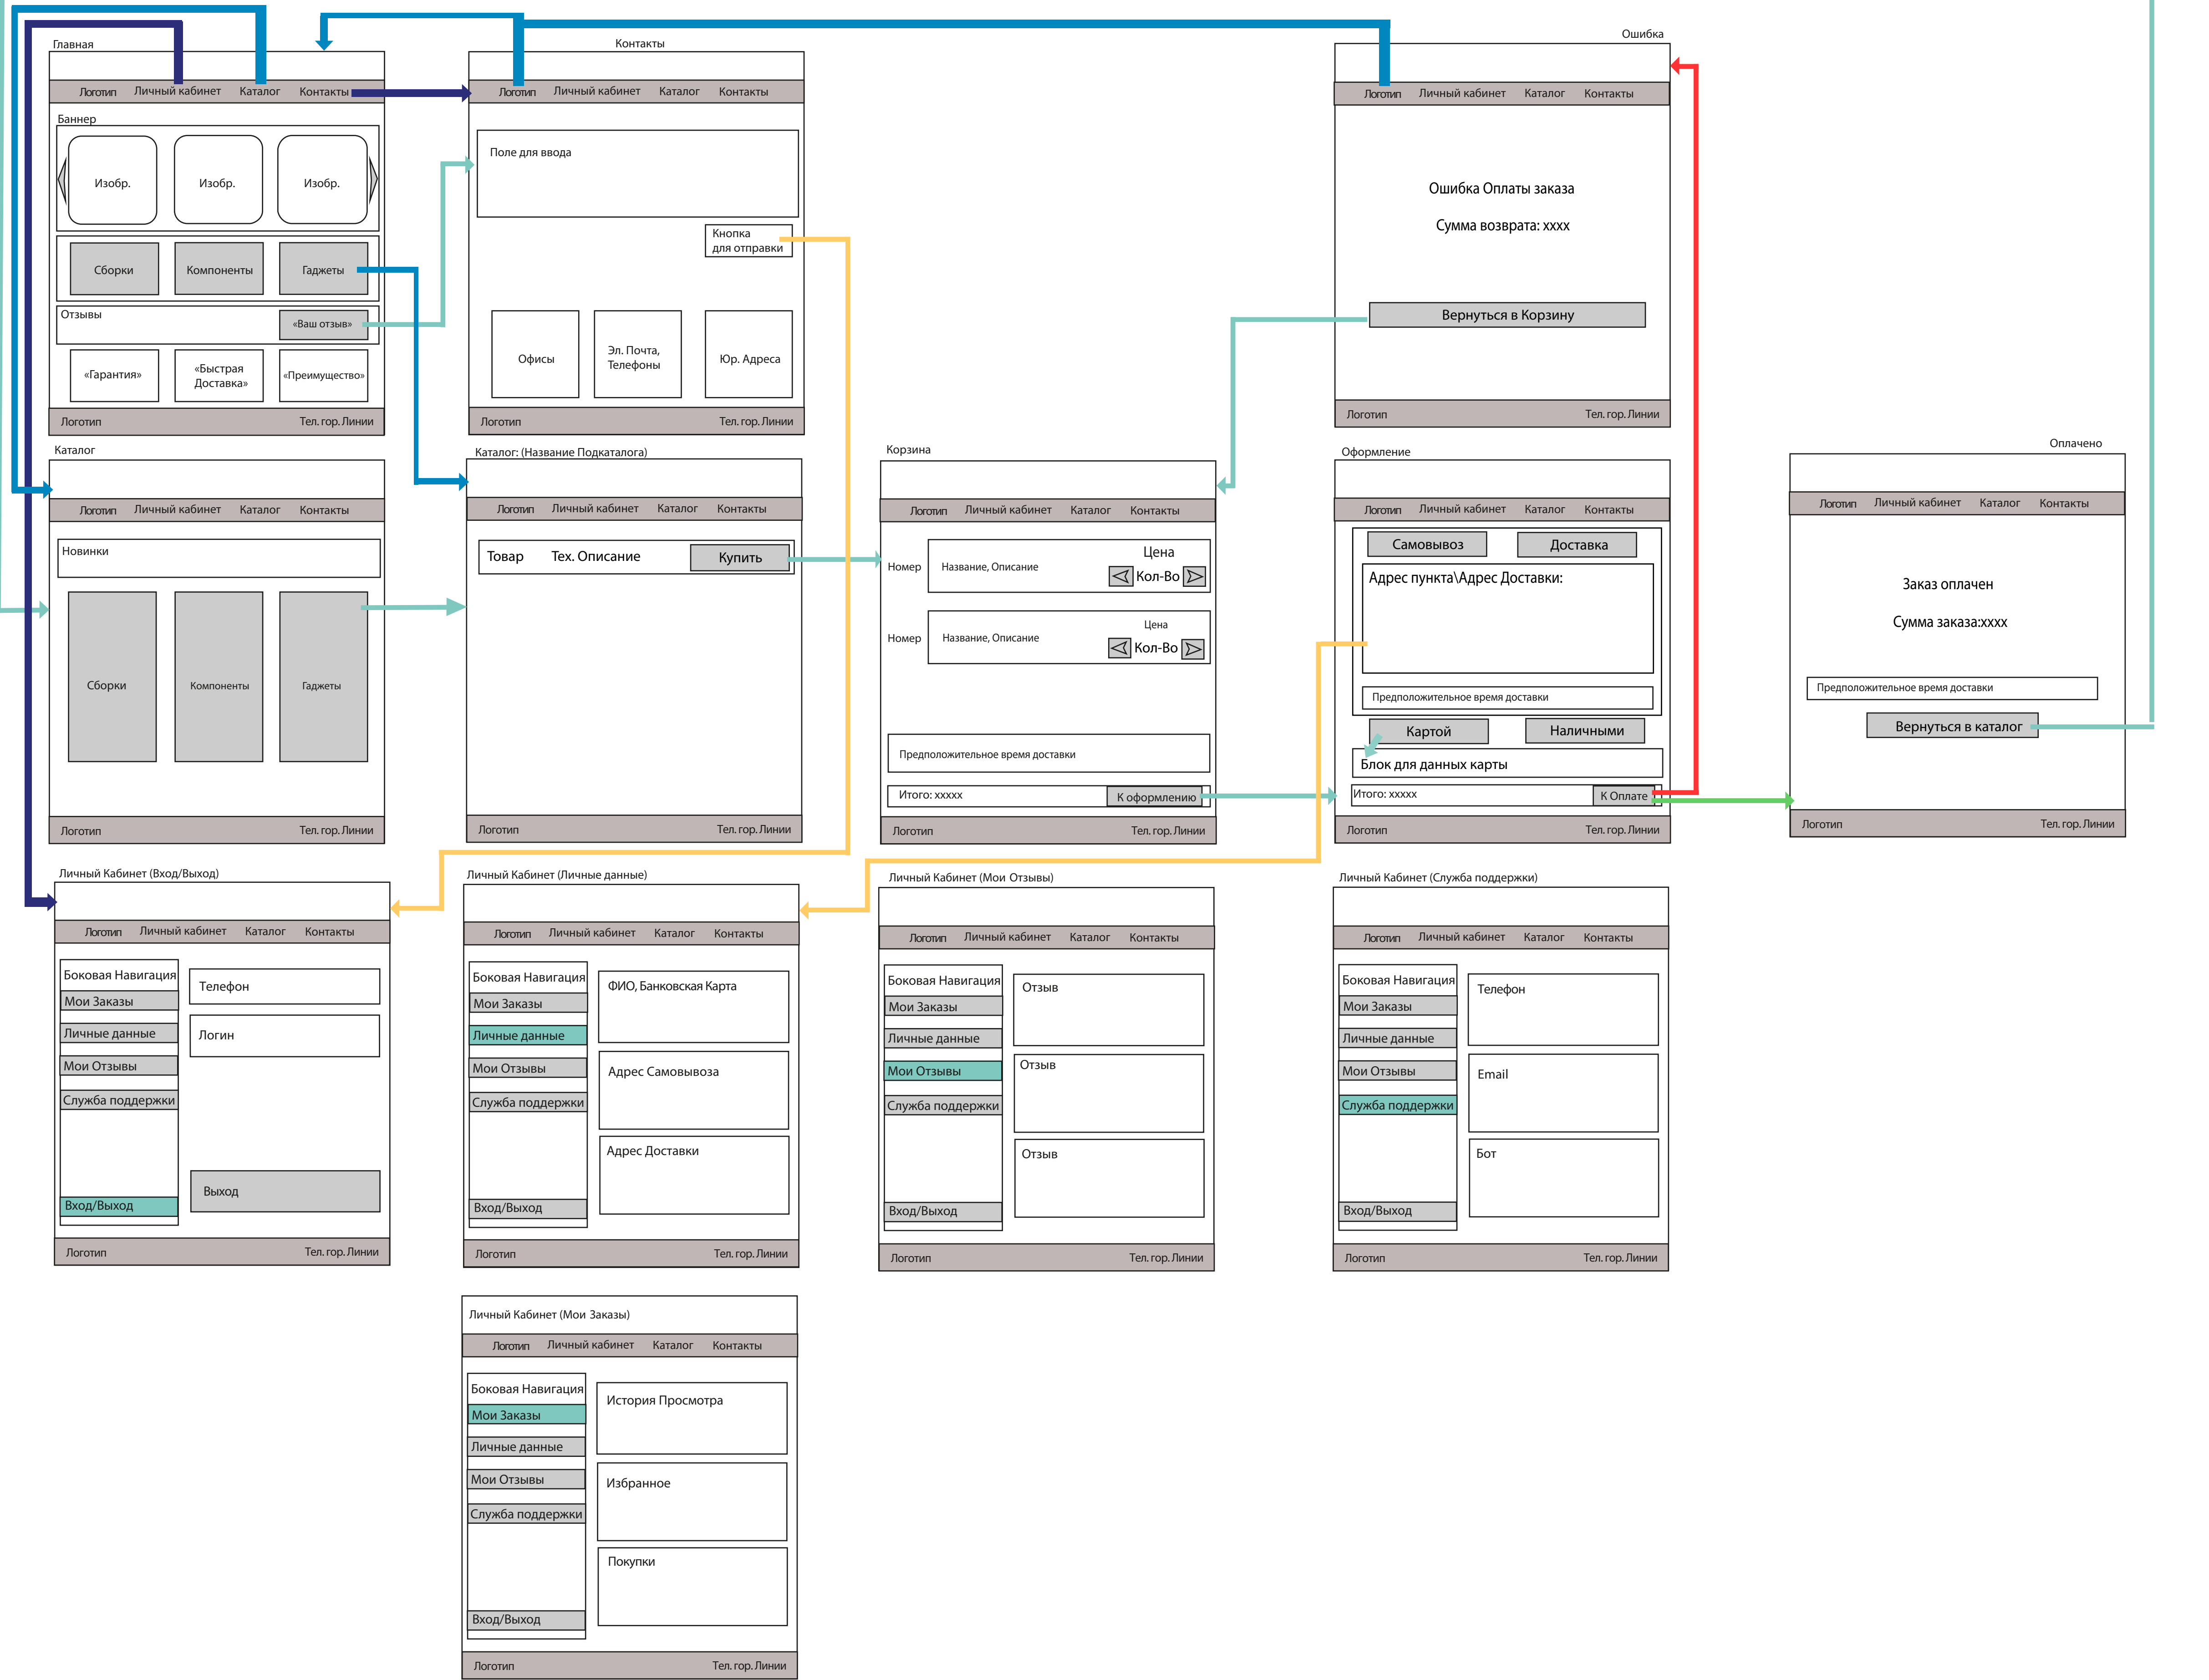 Главная
Логотип Личный кабинет Каталог Контакты
Баннер
Изобр. Изобр. Изобр.
Сборки Компоненты Гаджеты
Отзывы «Ваш отзыв»
«Гарантия» «Быстрая Доставка» «Преимущество»
Логотип Тел. гор. Линии
Контакты
Логотип Личный кабинет Каталог Контакты
Поле для ввода
Кнопка
для отправки
Офисы
Эл. Почта,
Телефоны
Юр. Адреса
Логотип Тел. гор. Линии
Ошибка
Логотип Личный кабинет Каталог Контакты
Ошибка Оплаты заказа
Сумма возврата: хххх
Вернуться в Корзину
Логотип Тел. гор. Линии
Каталог
Логотип Личный кабинет Каталог Контакты
Новинки
Сборки Компоненты Гаджеты
Логотип Тел. гор. Линии
Каталог: (Название Подкаталога)
Логотип Личный кабинет Каталог Контакты
Товар Тех. Описание Купить
Логотип Тел. гор. Линии
Корзина
Логотип Личный кабинет Каталог Контакты
Цена
Номер Название, Описание Кол-Во
Цена
Номер Название, Описание Кол-Во
Предположительное время доставки
Итого: ххххх К оформлению
Логотип Тел. гор. Линии
Оформление
Логотип Личный кабинет Каталог Контакты
Самовывоз Доставка
Адрес пункта\Адрес Доставки:
Предположительное время доставки
Картой Наличными
Блок для данных карты
Итого: ххххх К Оплате
Логотип Тел. гор. Линии
Оплачено
Логотип Личный кабинет Каталог Контакты
Заказ оплачен
Сумма заказа:хххх
Предположительное время доставки
Вернуться в каталог
Логотип Тел. гор. Линии
Личный Кабинет (Вход/Выход)
Логотип Личный кабинет Каталог Контакты
Боковая Навигация
Мои Заказы
Личные данные
Мои Отзывы
Служба поддержки
Вход/Выход
Телефон
Логин
Выход
Логотип Тел. гор. Линии
Личный Кабинет (Личные данные)
Логотип Личный кабинет Каталог Контакты
Боковая Навигация
Мои Заказы
Личные данные
Мои Отзывы
Служба поддержки
Вход/Выход
ФИО, Банковская Карта
Адрес Самовывоза
Адрес Доставки
Логотип Тел. гор. Линии
Личный Кабинет (Мои Отзывы)
Логотип Личный кабинет Каталог Контакты
Боковая Навигация
Мои Заказы
Личные данные
Мои Отзывы
Служба поддержки
Вход/Выход
Отзыв
Отзыв
Отзыв
Логотип Тел. гор. Линии
Личный Кабинет (Служба поддержки)
Логотип Личный кабинет Каталог Контакты
Боковая Навигация
Мои Заказы
Личные данные
Мои Отзывы
Служба поддержки
Вход/Выход
Телефон
Email
Бот
Логотип Тел. гор. Линии
Личный Кабинет (Мои Заказы)
Логотип Личный кабинет Каталог Контакты
Боковая Навигация
Мои Заказы
Личные данные
Мои Отзывы
Служба поддержки
Вход/Выход
История Просмотра
Избранное
Покупки
Логотип Тел. гор. Линии